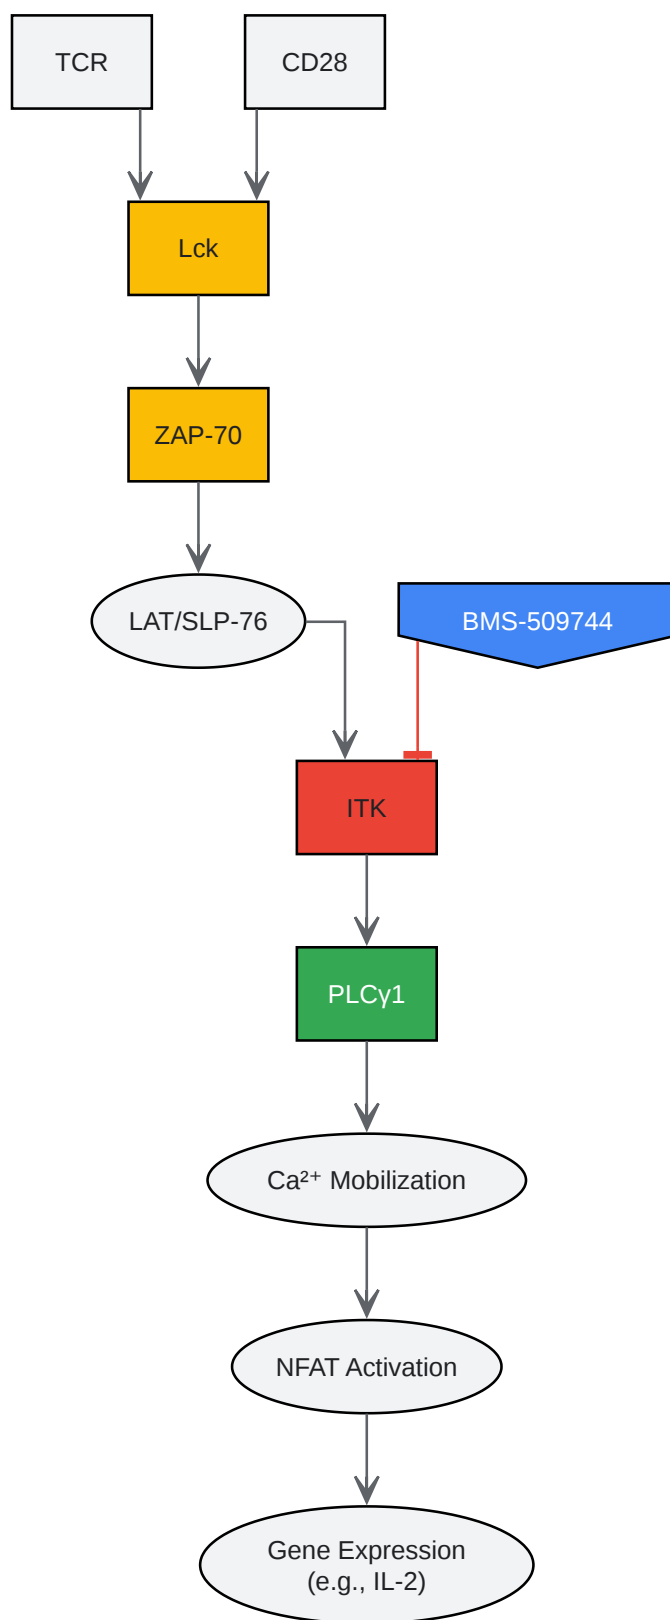 TCR
CD28
Lck
ZAP-70
LAT/SLP-76
BMS-509744
ITK
PLCγ1
Ca²⁺ Mobilization
NFAT Activation
Gene Expression
(e.g., IL-2)